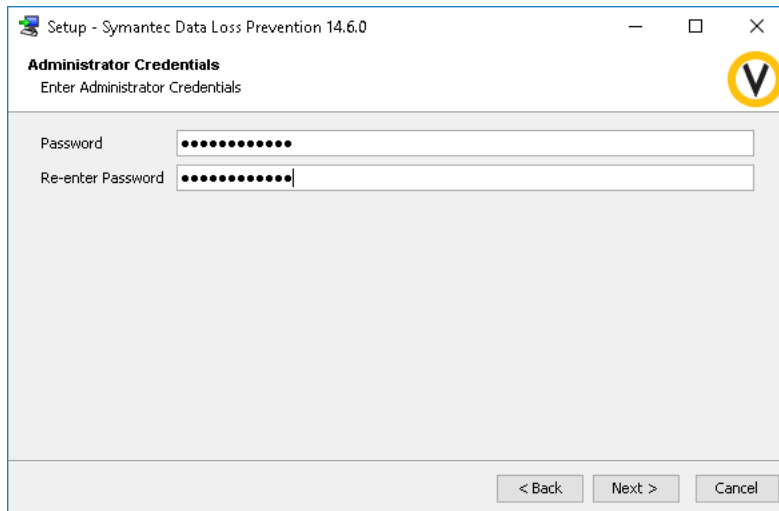 Setup - Symantec Data Loss Prevention 14.6.0
Administrator Credentials
Enter Administrator Credentials
V
Password ●●●●●●●●●●●●
Re-enter Password ●●●●●●●●●●●●
< Back Next > Cancel